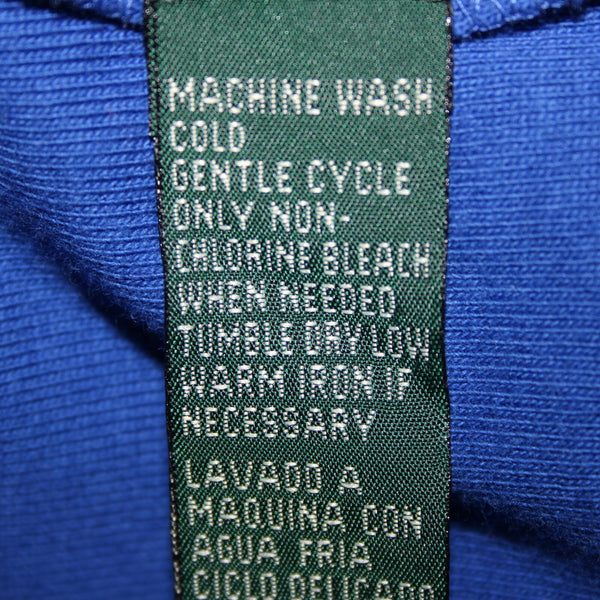 MACHINE WASH
COLD
GENTLE CYCLE
ONLY NON-
CHLORINE BLEACH
WHEN NEEDED
TUMBLE DRY LOW
WARM IRON IF
NECESSARY
LAVADO A
MAQUINA CON
AGUA FRIA
CICLO DELICADO